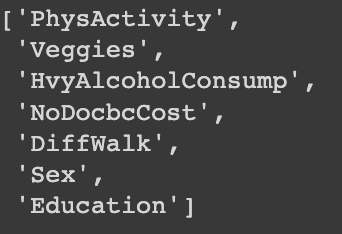 ['PhysActivity',
'Veggies',
'HvyAlcoholConsump',
'NoDocbcCost',
'DiffWalk',
'Sex',
'Education']